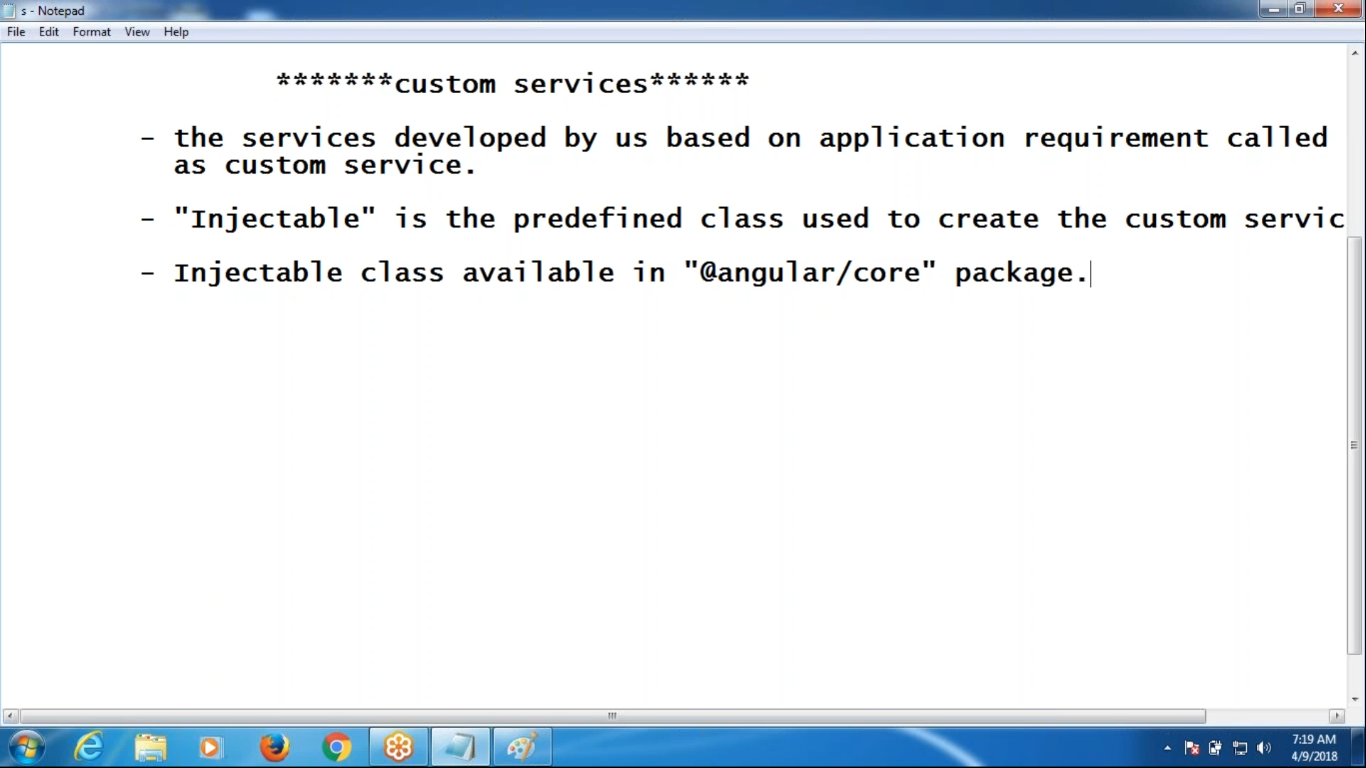 s - Notepad
File Edit Format View Help
*******custom services******
- the services developed by us based on application requirement called
as custom service.
- "Injectable" is the predefined class used to create the custom servic
- Injectable class available in "@angular/core" package.
7:19 AM
4/9/2018